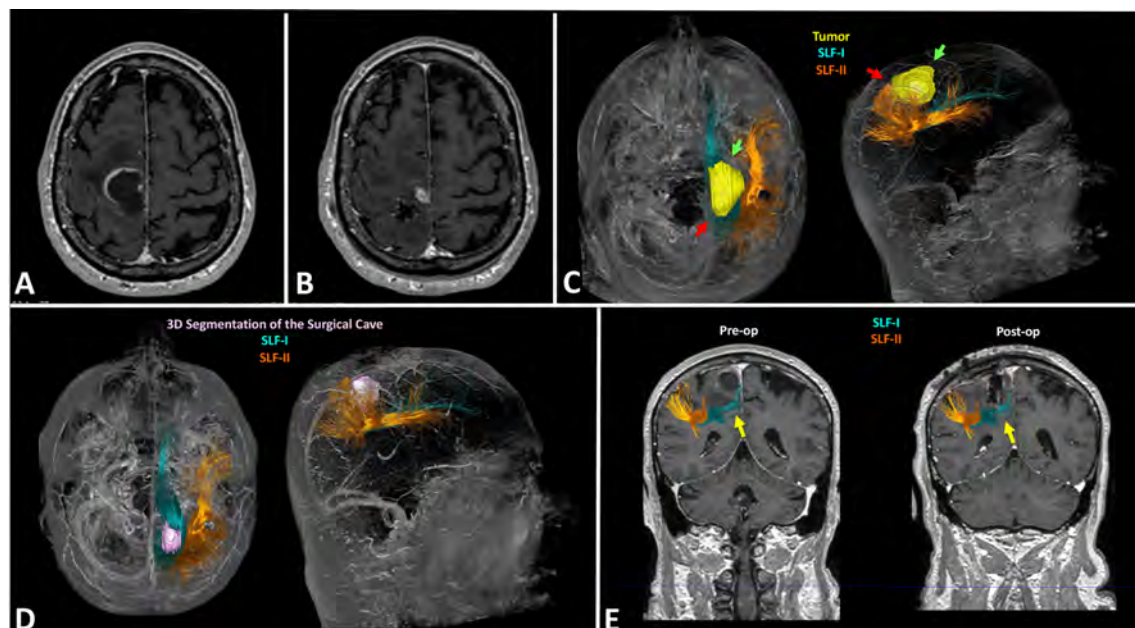 Tumor
SLF-I
SLF-II
A
B
C
3D Segmentation of the Surgical Cave
SLF-I
SLF-II
D
Pre-op
SLF-I
SLF-II
Post-op
E